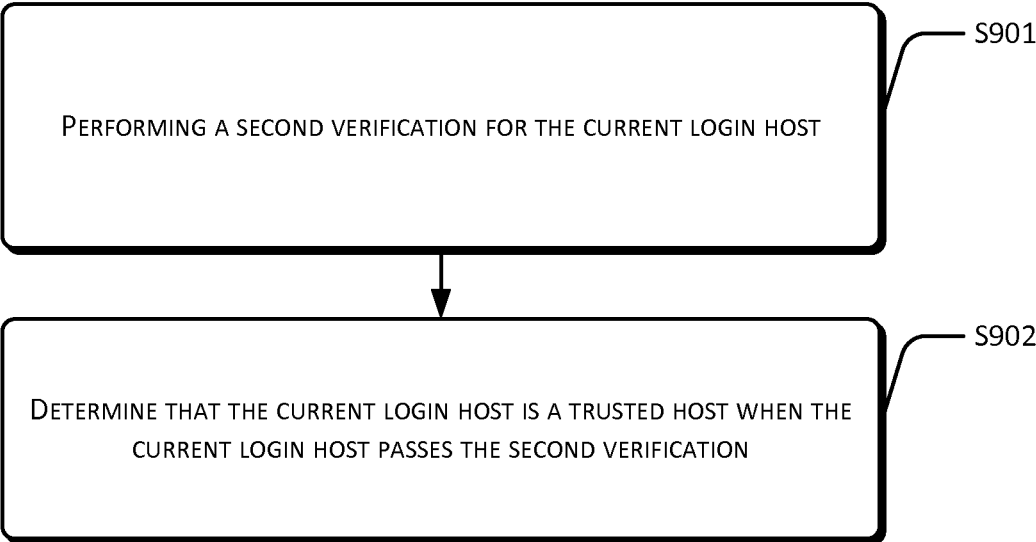 S901
PERFORMING A SECOND VERIFICATION FOR THE CURRENT LOGIN HOST
S902
DETERMINE THAT THE CURRENT LOGIN HOST IS A TRUSTED HOST WHEN THE
CURRENT LOGIN HOST PASSES THE SECOND VERIFICATION